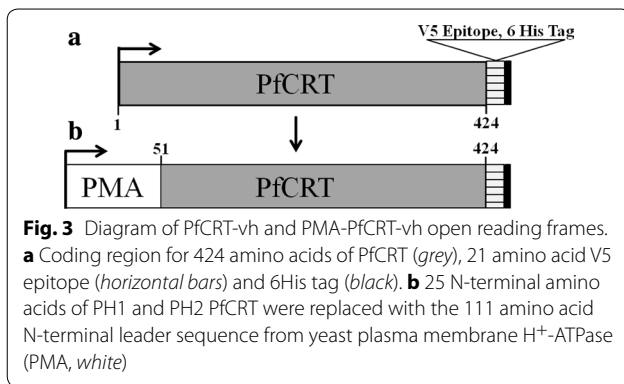 V5 Epitope, 6 His Tag
a
PfCRT
1
424
b
51
424
PMA
PfCRT
Fig. 3 Diagram of PfCRT-vh and PMA-PfCRT-vh open reading frames.
a Coding region for 424 amino acids of PfCRT (grey), 21 amino acid V5
epitope (horizontal bars) and 6His tag (black). b 25 N-terminal amino
acids of PH1 and PH2 PfCRT were replaced with the 111 amino acid
N-terminal leader sequence from yeast plasma membrane H⁺-ATPase
(PMA, white)